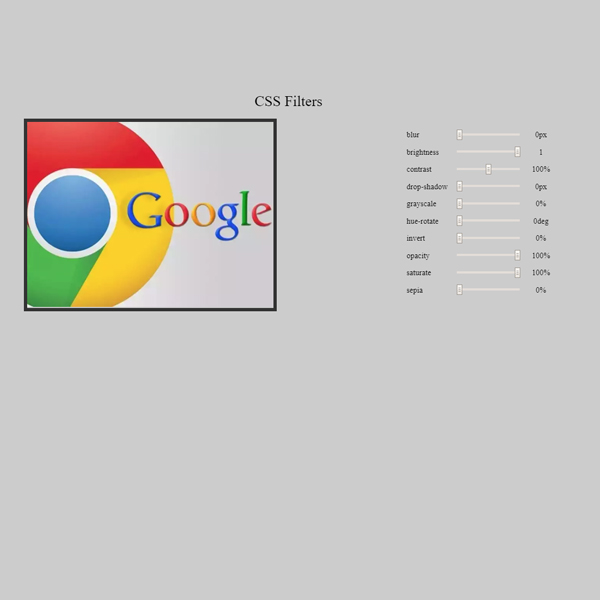 CSS Filters
Google
blur 0px
brightness 1
contrast 100%
drop-shadow 0px
grayscale 0%
hue-rotate 0deg
invert 0%
opacity 100%
saturate 100%
sepia 0%